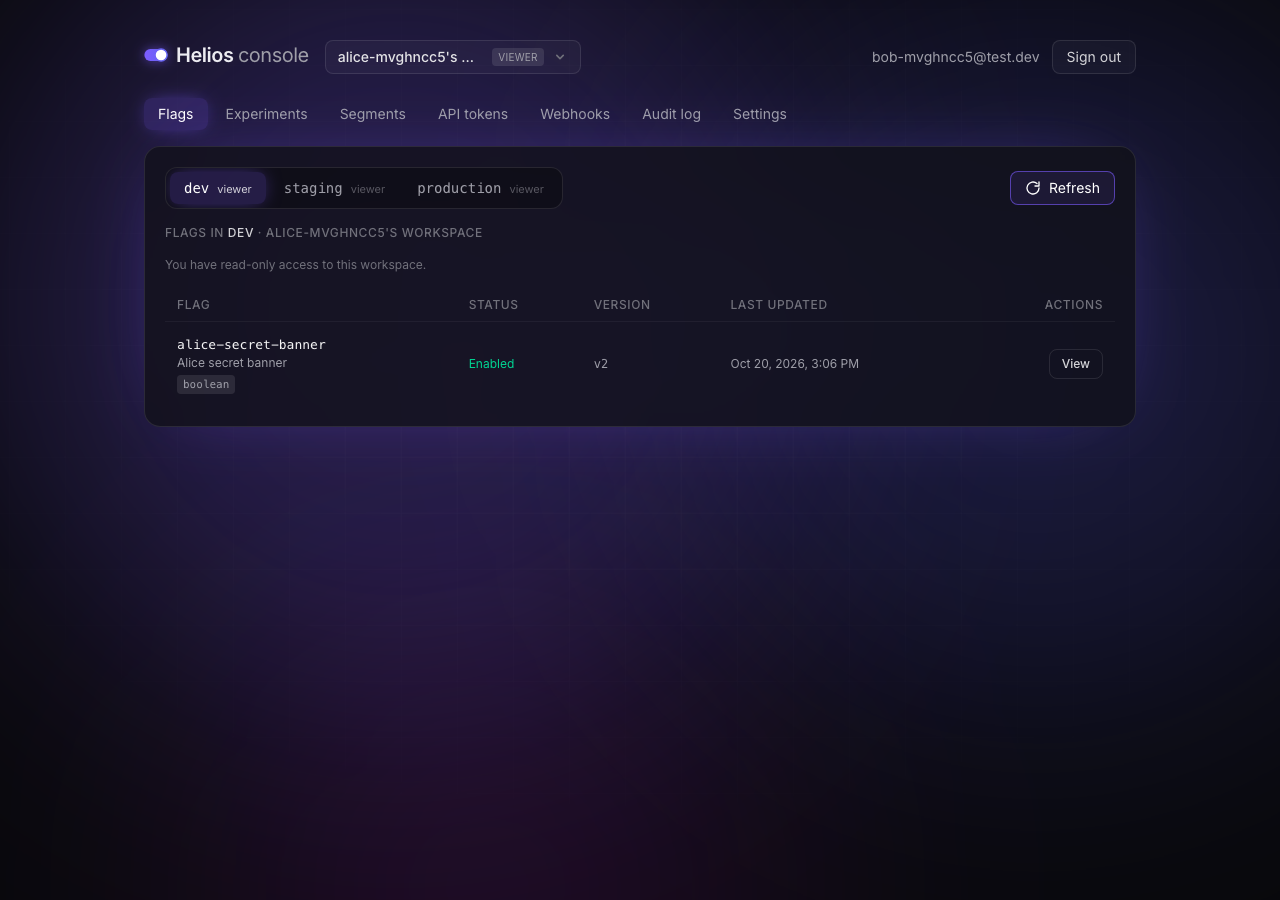 Helios console alice-mvghncc5's ... VIEWER bob-mvghncc5@test.dev Sign out
Flags Experiments Segments API tokens Webhooks Audit log Settings
dev viewer staging viewer production viewer Refresh
FLAGS IN DEV · ALICE-MVGHNCC5'S WORKSPACE
You have read-only access to this workspace.
FLAG STATUS VERSION LAST UPDATED ACTIONS
alice-secret-banner
Alice secret banner
Enabled v2 Oct 20, 2026, 3:06 PM View
boolean